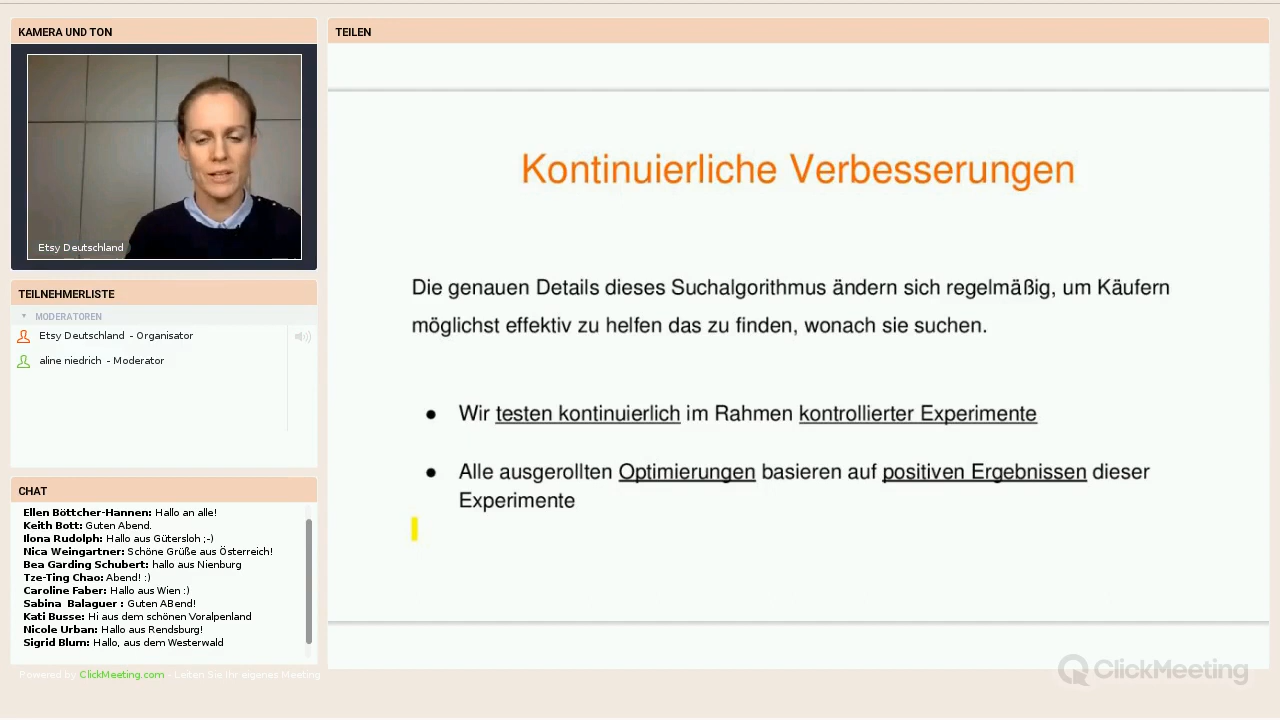 KAMERA UND TON
Etsy Deutschland
TEILNEHMERLISTE
MODERATOREN
Etsy Deutschland - Organisator
aline niedrich - Moderator
CHAT
Ellen Böttcher-Hannen: Hallo an alle!
Keith Bott: Guten Abend.
Ilona Rudolph: Hallo aus Gütersloh ;-)
Nica Weingartner: Schöne Grüße aus Österreich!
Bea Garding Schubert: hallo aus Nienburg
Tze-Ting Chao: Abend! :)
Caroline Faber: Hallo aus Wien :)
Sabina Balaguer : Guten ABend!
Kati Busse: Hi aus dem schönen Voralpenland
Nicole Urban: Hallo aus Rendsburg!
Sigrid Blum: Hallo, aus dem Westerwald
Powered by ClickMeeting.com - Leiten Sie Ihr eigenes Meeting
TEILEN
Kontinuierliche Verbesserungen
Die genauen Details dieses Suchalgorithmus ändern sich regelmäßig, um Käufern
möglichst effektiv zu helfen das zu finden, wonach sie suchen.
● Wir testen kontinuierlich im Rahmen kontrollierter Experimente
● Alle ausgerollten Optimierungen basieren auf positiven Ergebnissen dieser
Experimente
ClickMeeting